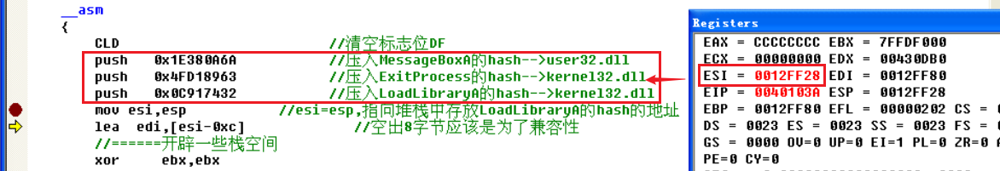 __asm
{
CLD //清空标志位DF
push 0x1E380A6A //压入MessageBoxA的hash-->user32.dll
push 0x4FD18963 //压入ExitProcess的hash-->kernel32.dll
push 0x0C917432 //压入LoadLibraryA的hash-->kernel32.dll
mov esi,esp //esi=esp,指向堆栈中存放LoadLibraryA的hash的地址
lea edi,[esi-0xc] //空出8字节应该是为了兼容性
//======开辟一些栈空间
xor ebx,ebx
Registers
EAX = CCCCCCCC EBX = 7FFDF000
ECX = 00000000 EDX = 00430DB0
ESI = 0012FF28 EDI = 0012FF80
EIP = 0040103A ESP = 0012FF28
EBP = 0012FF80 EFL = 00000202 CS =
DS = 0023 ES = 0023 SS = 0023 FS =
GS = 0000 OV=0 UP=0 EI=1 PL=0 ZR=0
PE=0 CY=0